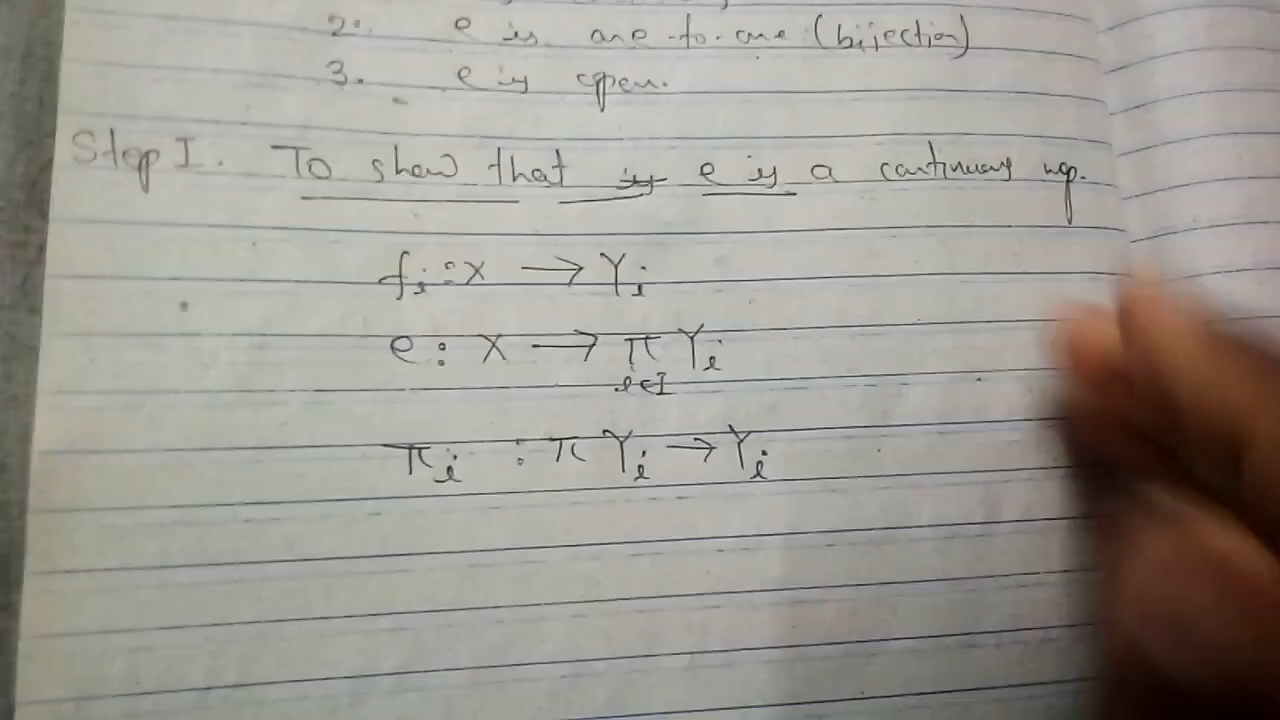 2. e is one-to-one (bijection)
3. e is open.
Step I. To show that is e is a continuous map.
fi : X → Yi
e : X → π Yi
i∈I
πi : π Yi → Yi